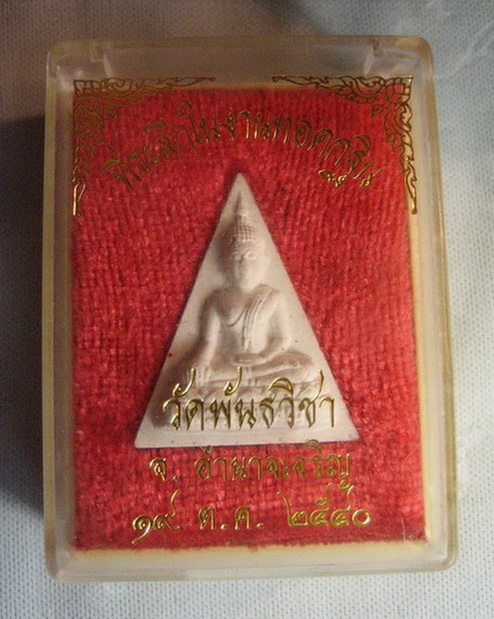 ที่ระลึกในงานทอดกฐิน
วัดพันธวิชา
จ. อำนาจเจริญ
๑๙ ต.ค. ๒๕๔๐